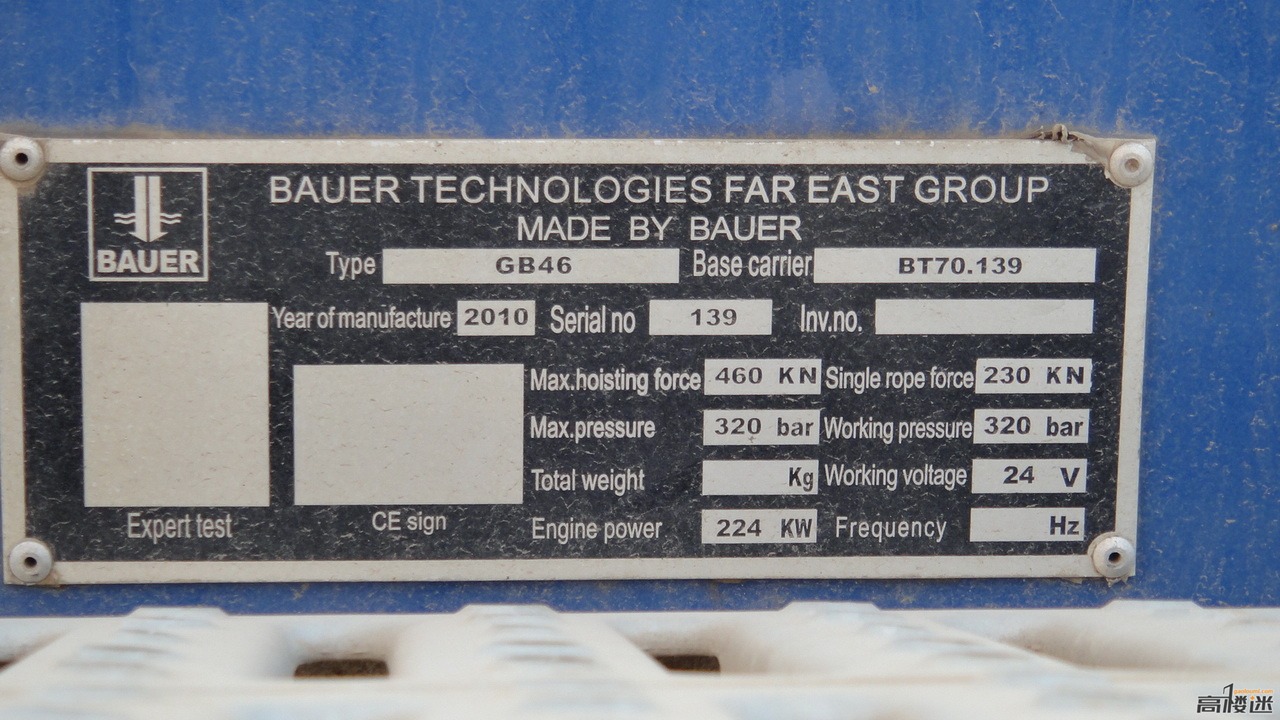 BAUER TECHNOLOGIES FAR EAST GROUP
MADE BY BAUER
BAUER
Type GB46 Base carrier BT70.139
Year of manufacture 2010 Serial no 139 Inv.no.
Max.hoisting force 460 KN Single rope force 230 KN
Max.pressure 320 bar Working pressure 320 bar
Total weight Kg Working voltage 24 V
Expert test CE sign Engine power 224 KW Frequency Hz
高楼迷